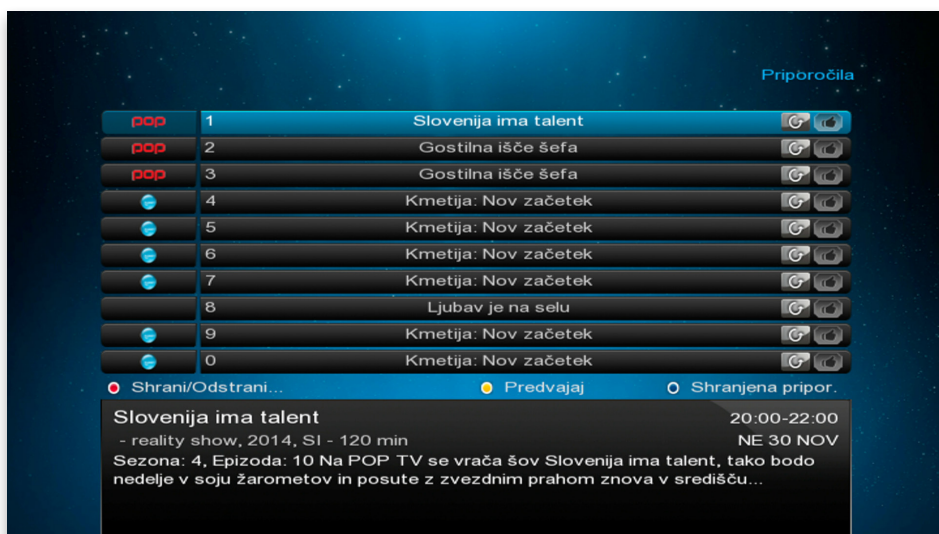 Priporočila
pop 1 Slovenija ima talent
pop 2 Gostilna išče šefa
pop 3 Gostilna išče šefa
4 Kmetija: Nov začetek
5 Kmetija: Nov začetek
6 Kmetija: Nov začetek
7 Kmetija: Nov začetek
8 Ljubav je na selu
9 Kmetija: Nov začetek
0 Kmetija: Nov začetek
Shrani/Odstrani... Predvajaj Shranjena pripor.
Slovenija ima talent 20:00-22:00
- reality show, 2014, SI - 120 min NE 30 NOV
Sezona: 4, Epizoda: 10 Na POP TV se vrača šov Slovenija ima talent, tako bodo
nedelje v soju žarometov in posute z zvezdnim prahom znova v središču...